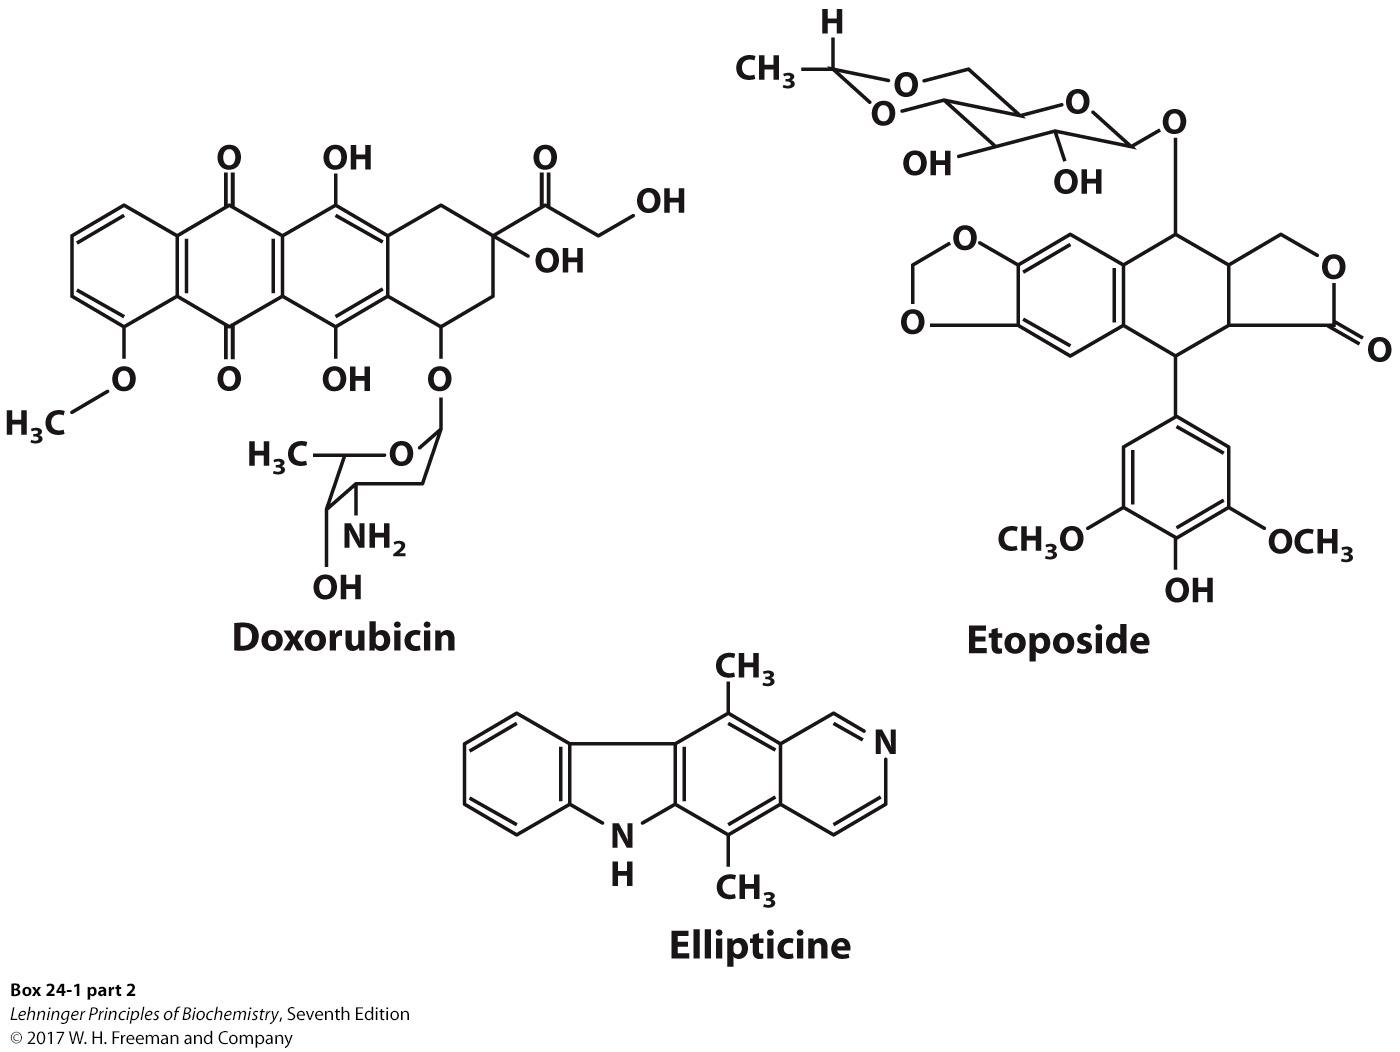 H
CH3
O
O
O
O
OH
OH
O
OH
O
OH
OH
O
O
O
O
O
H3C
O
OH
O
O
H3C
O
NH2
OH
CH3O
OCH3
OH
Doxorubicin
Etoposide
CH3
N
N
H
CH3
Ellipticine
Box 24-1 part 2
Lehninger Principles of Biochemistry, Seventh Edition
© 2017 W. H. Freeman and Company